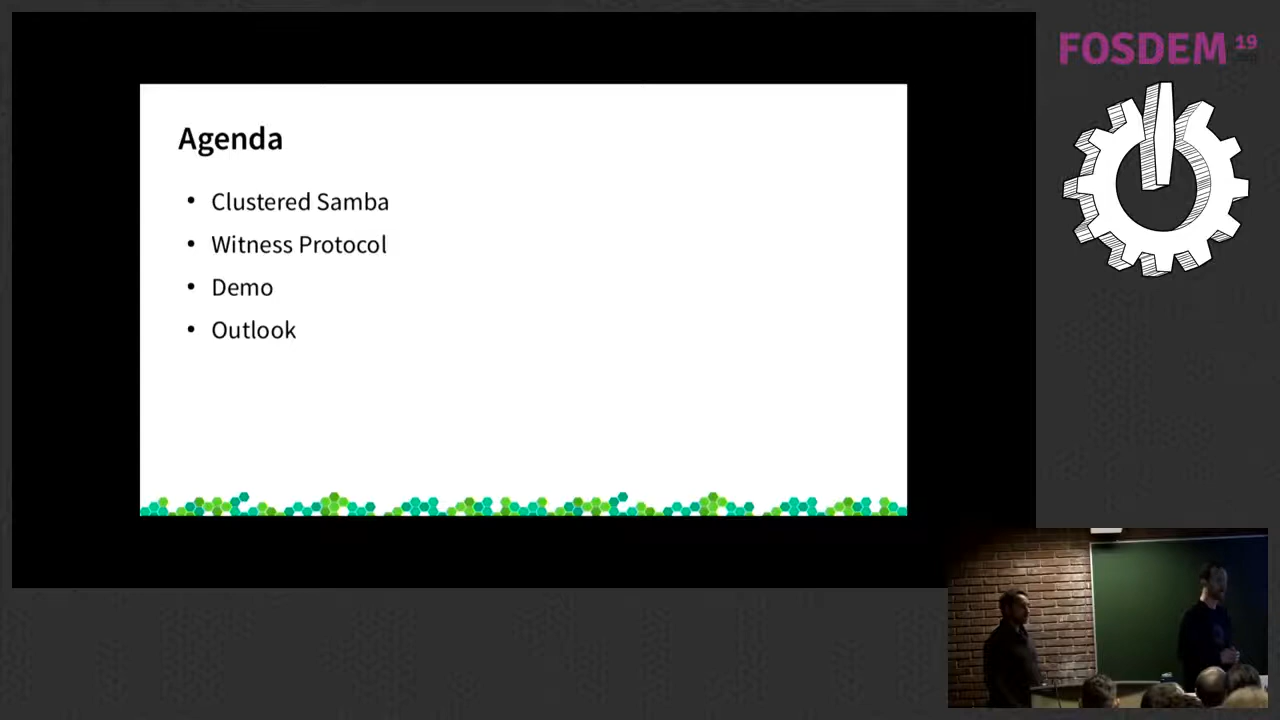 Agenda
• Clustered Samba
• Witness Protocol
• Demo
• Outlook
FOSDEM 19